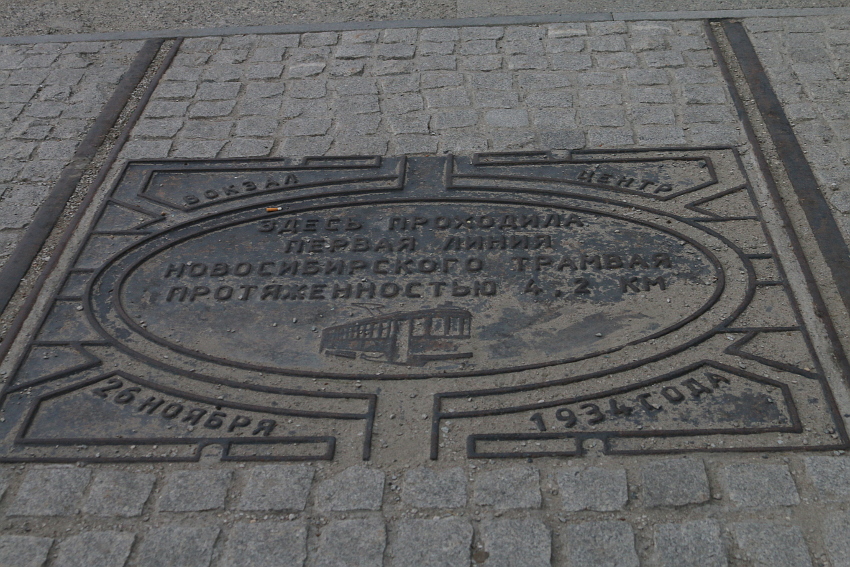 ВОКЗАЛ
ЦЕНТР
ЗДЕСЬ ПРОХОДИЛА
ПЕРВАЯ ЛИНИЯ
НОВОСИБИРСКОГО ТРАМВАЯ
ПРОТЯЖЕННОСТЬЮ 4,2 КМ
26 НОЯБРЯ
1934 ГОДА